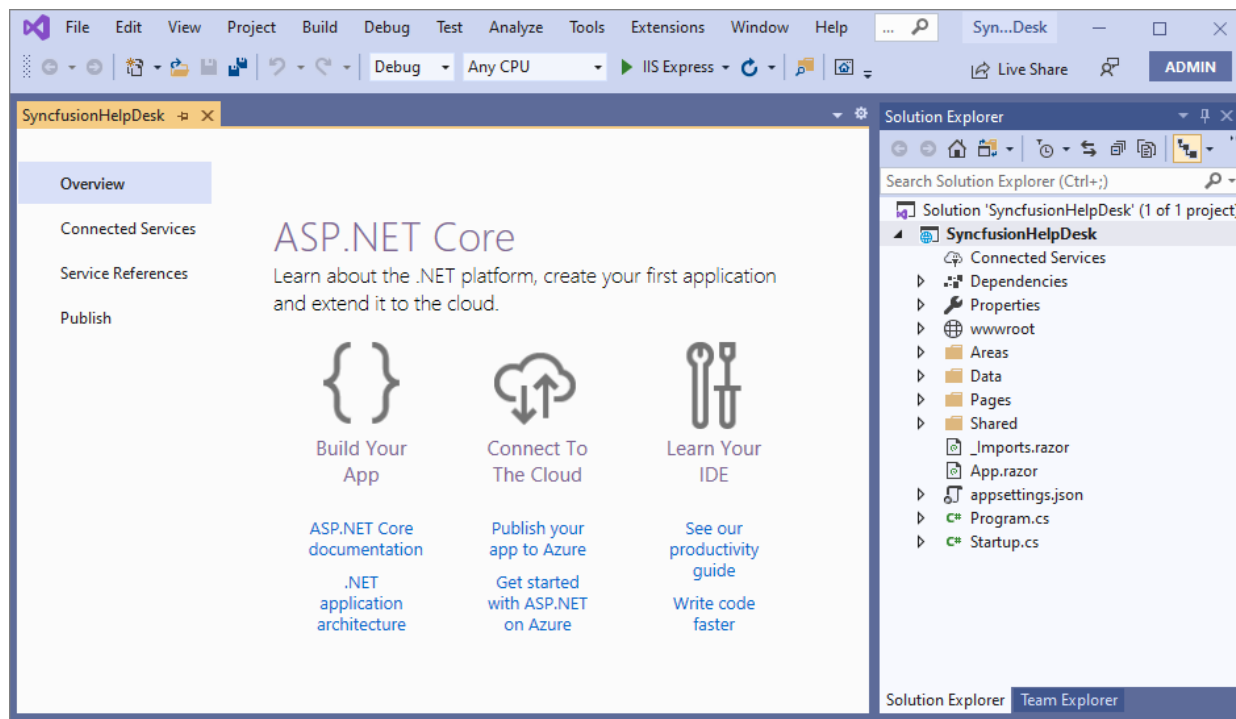 File Edit View Project Build Debug Test Analyze Tools Extensions Window Help ... Syn...Desk
Debug Any CPU IIS Express Live Share ADMIN
SyncfusionHelpDesk
Overview
Connected Services
Service References
Publish
ASP.NET Core
Learn about the .NET platform, create your first application
and extend it to the cloud.
Build Your
App
Connect To
The Cloud
Learn Your
IDE
ASP.NET Core
documentation
.NET
application
architecture
Publish your
app to Azure
Get started
with ASP.NET
on Azure
See our
productivity
guide
Write code
faster
Solution Explorer
Search Solution Explorer (Ctrl+;)
Solution 'SyncfusionHelpDesk' (1 of 1 project)
SyncfusionHelpDesk
Connected Services
Dependencies
Properties
wwwroot
Areas
Data
Pages
Shared
_Imports.razor
App.razor
appsettings.json
C# Program.cs
C# Startup.cs
Solution Explorer Team Explorer